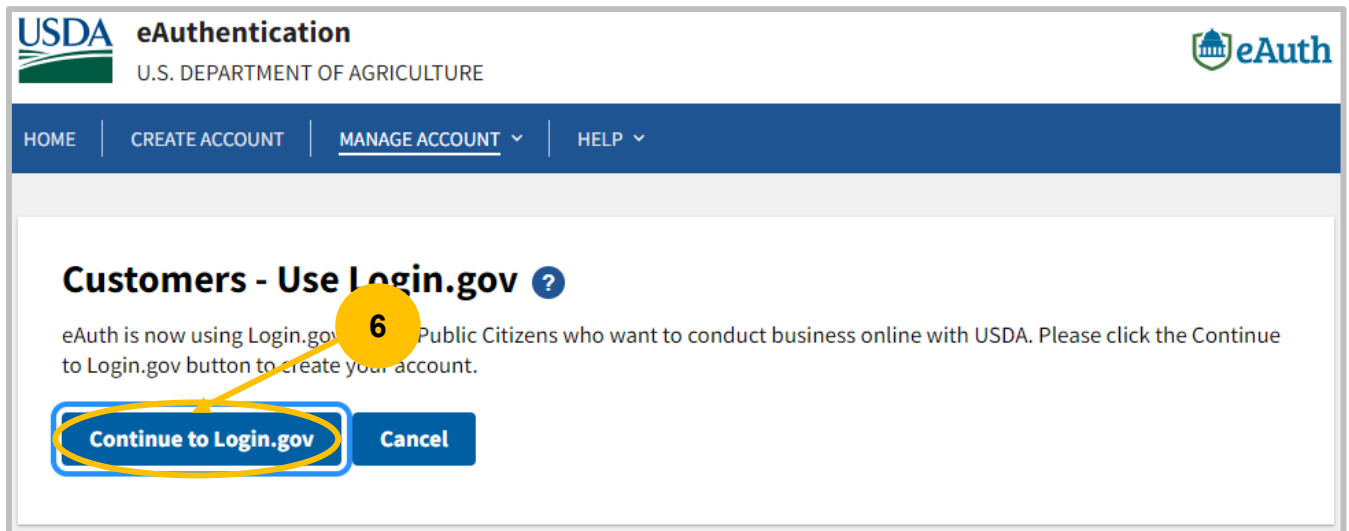 USDA eAuthentication
U.S. DEPARTMENT OF AGRICULTURE
eAuth
HOME CREATE ACCOUNT MANAGE ACCOUNT HELP
Customers - Use Login.gov ?
6
eAuth is now using Login.gov Public Citizens who want to conduct business online with USDA. Please click the Continue
to Login.gov button to create your account.
Continue to Login.gov Cancel